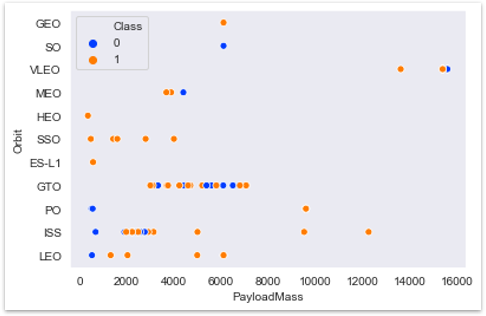 Class
0
1
GEO
SO
VLEO
MEO
HEO
SSO
ES-L1
GTO
PO
ISS
LEO
Orbit
0 2000 4000 6000 8000 10000 12000 14000 16000
PayloadMass